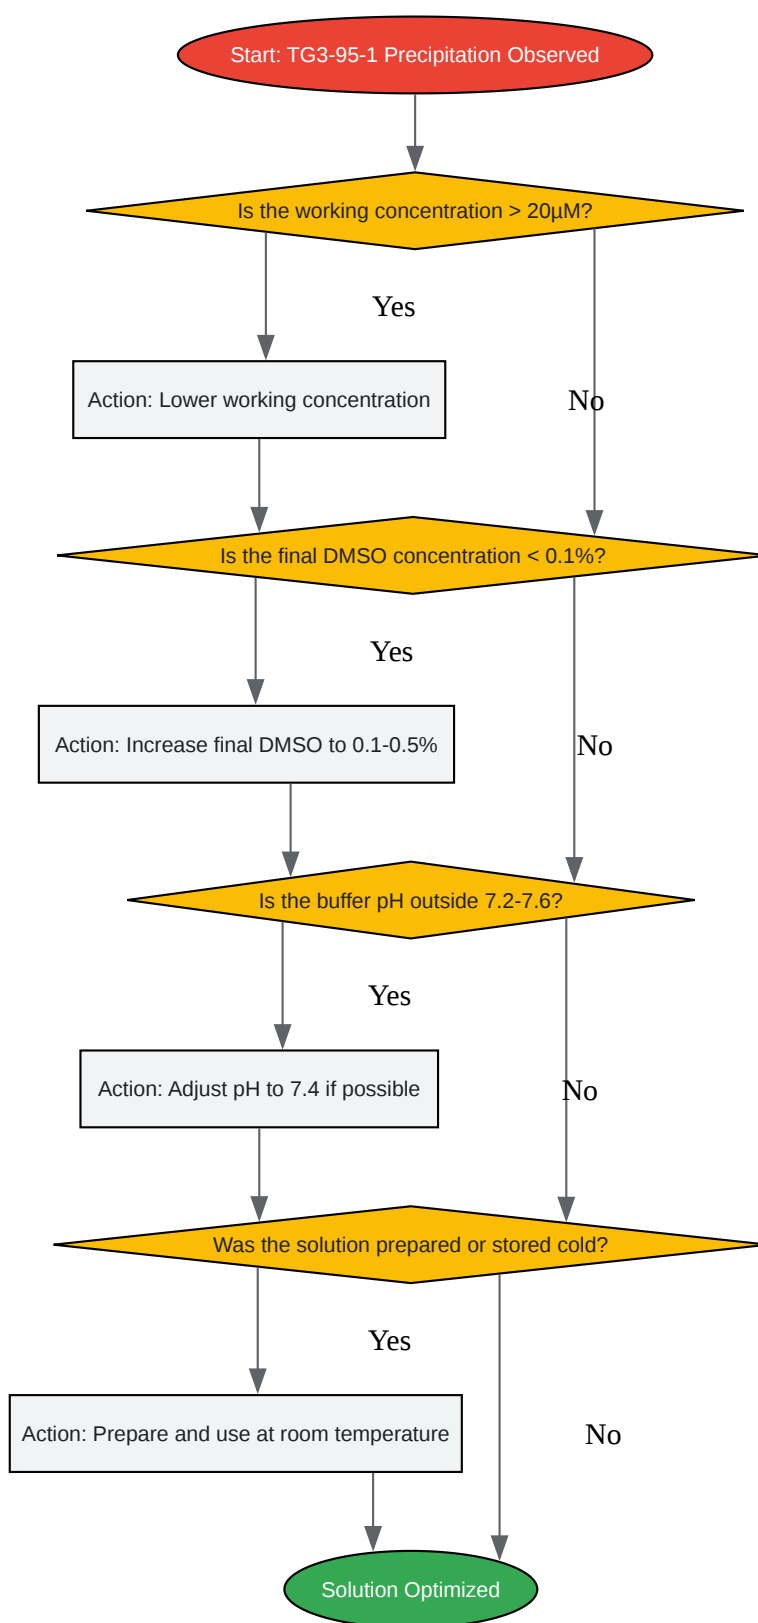 Start: TG3-95-1 Precipitation Observed
Is the working concentration > 20µM?
Yes
Action: Lower working concentration
No
Is the final DMSO concentration < 0.1%?
Yes
Action: Increase final DMSO to 0.1-0.5%
No
Is the buffer pH outside 7.2-7.6?
Yes
Action: Adjust pH to 7.4 if possible
No
Was the solution prepared or stored cold?
Yes
Action: Prepare and use at room temperature
No
Solution Optimized